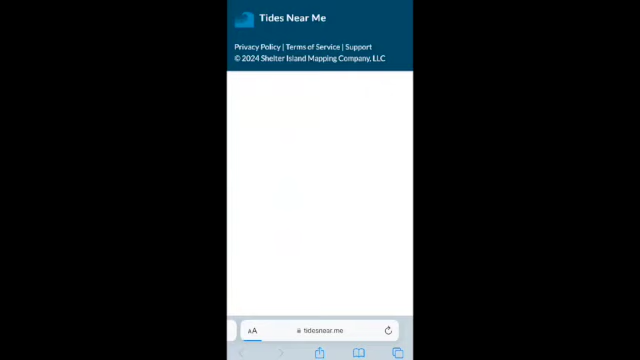 Tides Near Me
Privacy Policy | Terms of Service | Support
© 2024 Shelter Island Mapping Company, LLC
AA
tidesnear.me